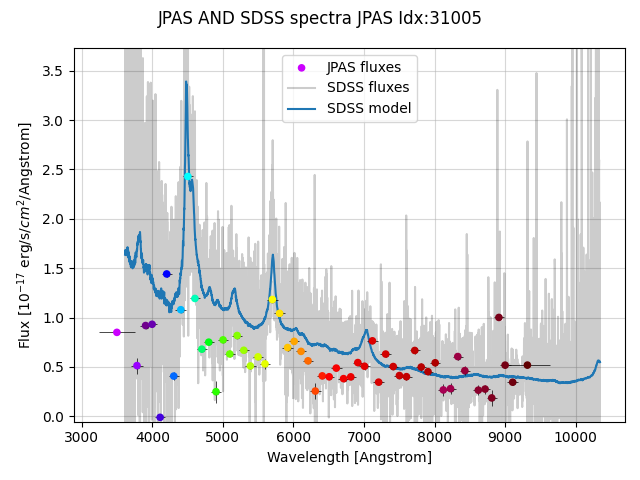 JPAS AND SDSS spectra JPAS Idx:31005
JPAS fluxes
SDSS fluxes
SDSS model
Flux [10⁻¹⁷ erg/s/cm²/Angstrom]
3.5
3.0
2.5
2.0
1.5
1.0
0.5
0.0
3000 4000 5000 6000 7000 8000 9000 10000
Wavelength [Angstrom]